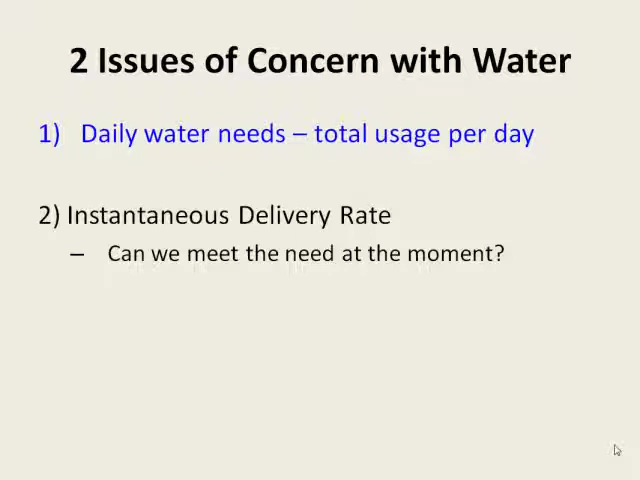 2 Issues of Concern with Water
1) Daily water needs – total usage per day
2) Instantaneous Delivery Rate
– Can we meet the need at the moment?